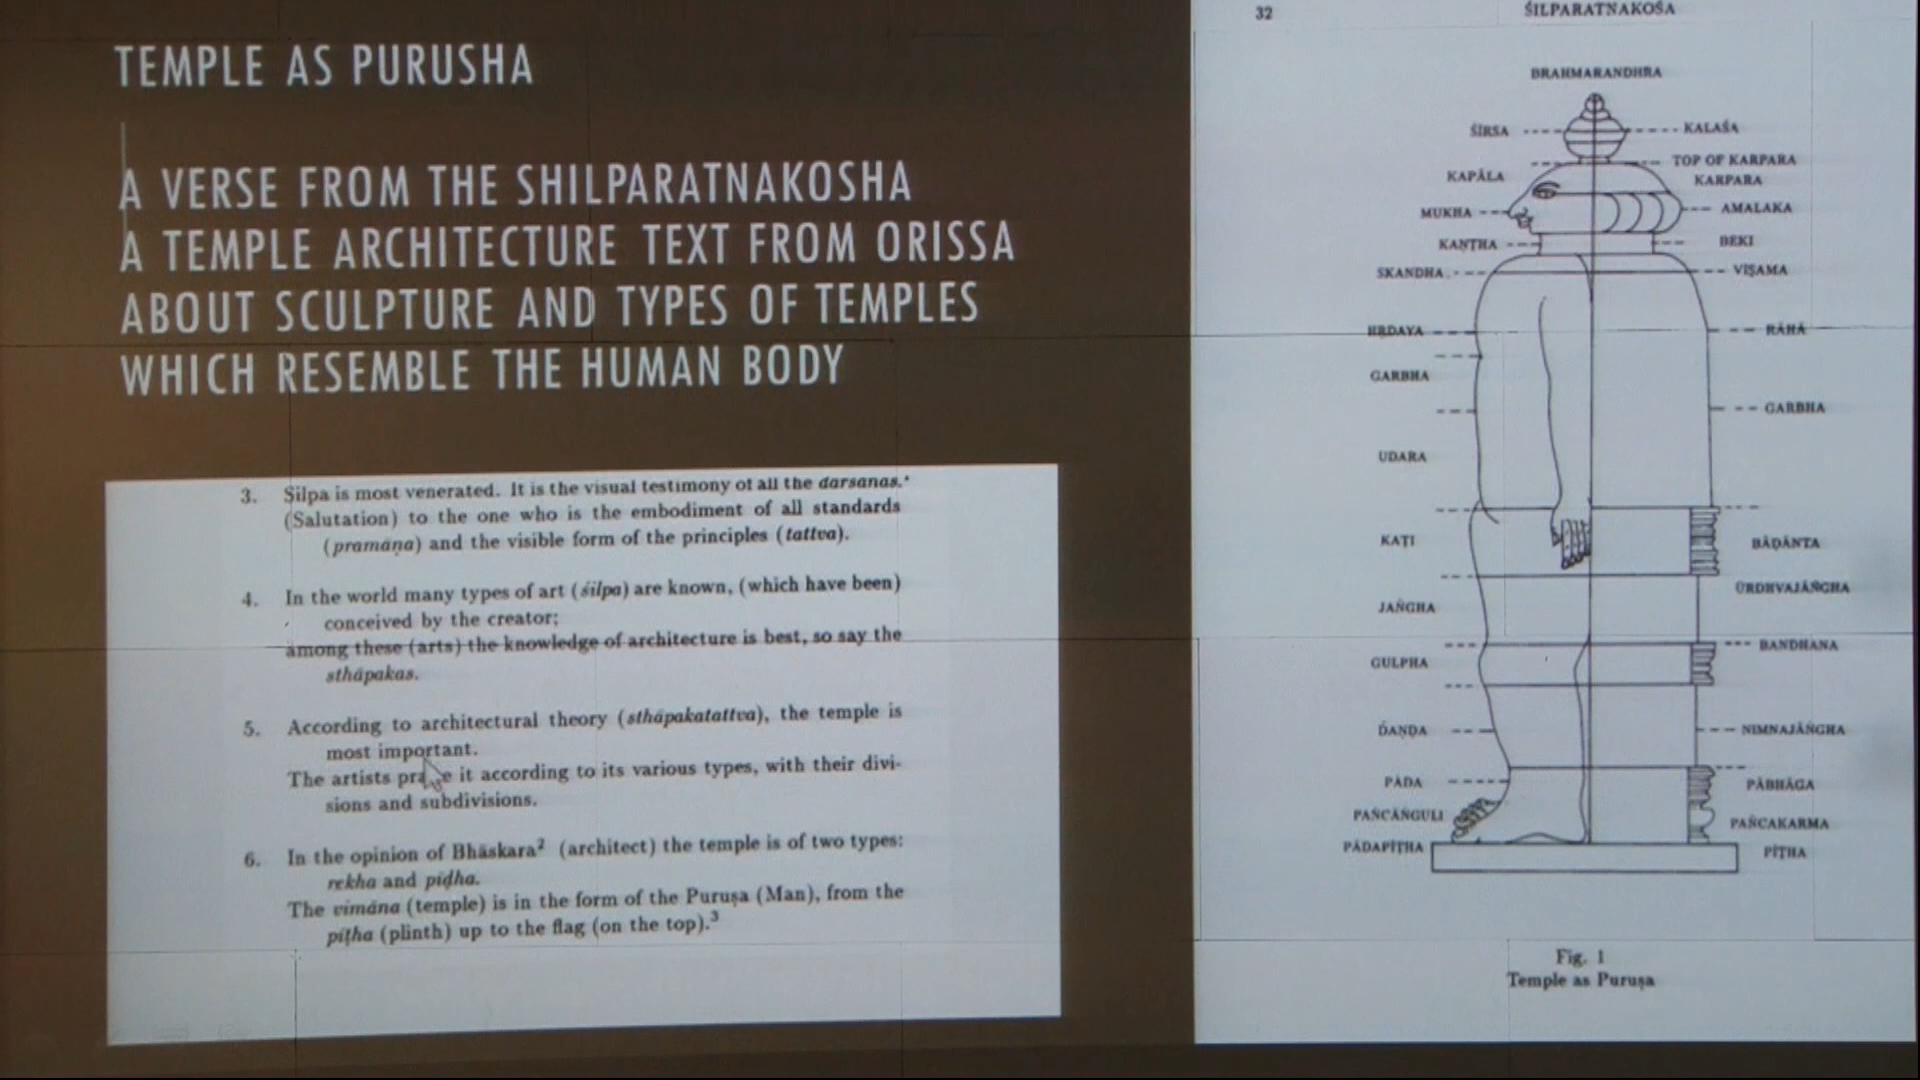 TEMPLE AS PURUSHA
A VERSE FROM THE SHILPARATNAKOSHA
A TEMPLE ARCHITECTURE TEXT FROM ORISSA
ABOUT SCULPTURE AND TYPES OF TEMPLES
WHICH RESEMBLE THE HUMAN BODY
3. Śilpa is most venerated. It is the visual testimony of all the darsanas.
(Salutation) to the one who is the embodiment of all standards
(pramāṇa) and the visible form of the principles (tattva).
4. In the world many types of art (śilpa) are known, (which have been)
conceived by the creator;
among these (arts) the knowledge of architecture is best, so say the
sthāpakas.
5. According to architectural theory (sthāpakatattva), the temple is
most important.
The artists it according to its various types, with their divi-
sions and subdivisions.
6. In the opinion of Bhāskara² (architect) the temple is of two types:
rekha and piḍha.
The vimāna (temple) is in the form of the Puruṣa (Man), from the
pīṭha (plinth) up to the flag (on the top).³
32 ŚILPARATNAKOŚA
BRAHMARANDHRA
ŚIRSA KALAŚA
TOP OF KARPARA
KAPĀLA KARPARA
MUKHA AMALAKA
KAṆṬHA BEKI
SKANDHA VIṢAMA
HṚDAYA RĀHĀ
GARBHA
GARBHA
UDARA
KAṬI BĀḌĀNTA
ŪRDHVAJĀṄGHA
JAṄGHA
BANDHANA
GULPHA
DAṆḌA NIMNAJĀṄGHA
PĀDA PĀBHĀGA
PAÑCĀṄGULI PAÑCAKARMA
PĀDAPĪṬHA PĪṬHA
Fig. 1
Temple as Puruṣa